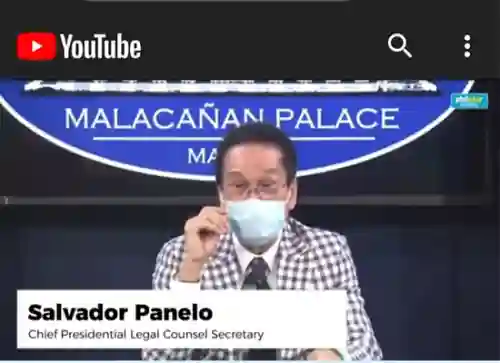 YouTube
MALACAÑAN PALACE
MA
Salvador Panelo
Chief Presidential Legal Counsel Secretary